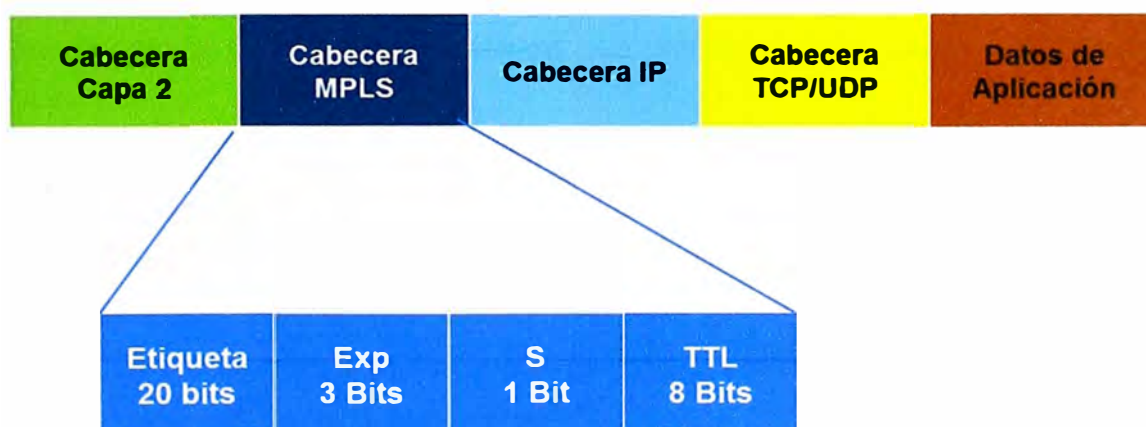 Cabecera
Capa 2
Cabecera
MPLS
Cabecera IP
Cabecera
TCP/UDP
Datos de
Aplicación
Etiqueta
20 bits
Exp
3 Bits
S
1 Bit
TTL
8 Bits